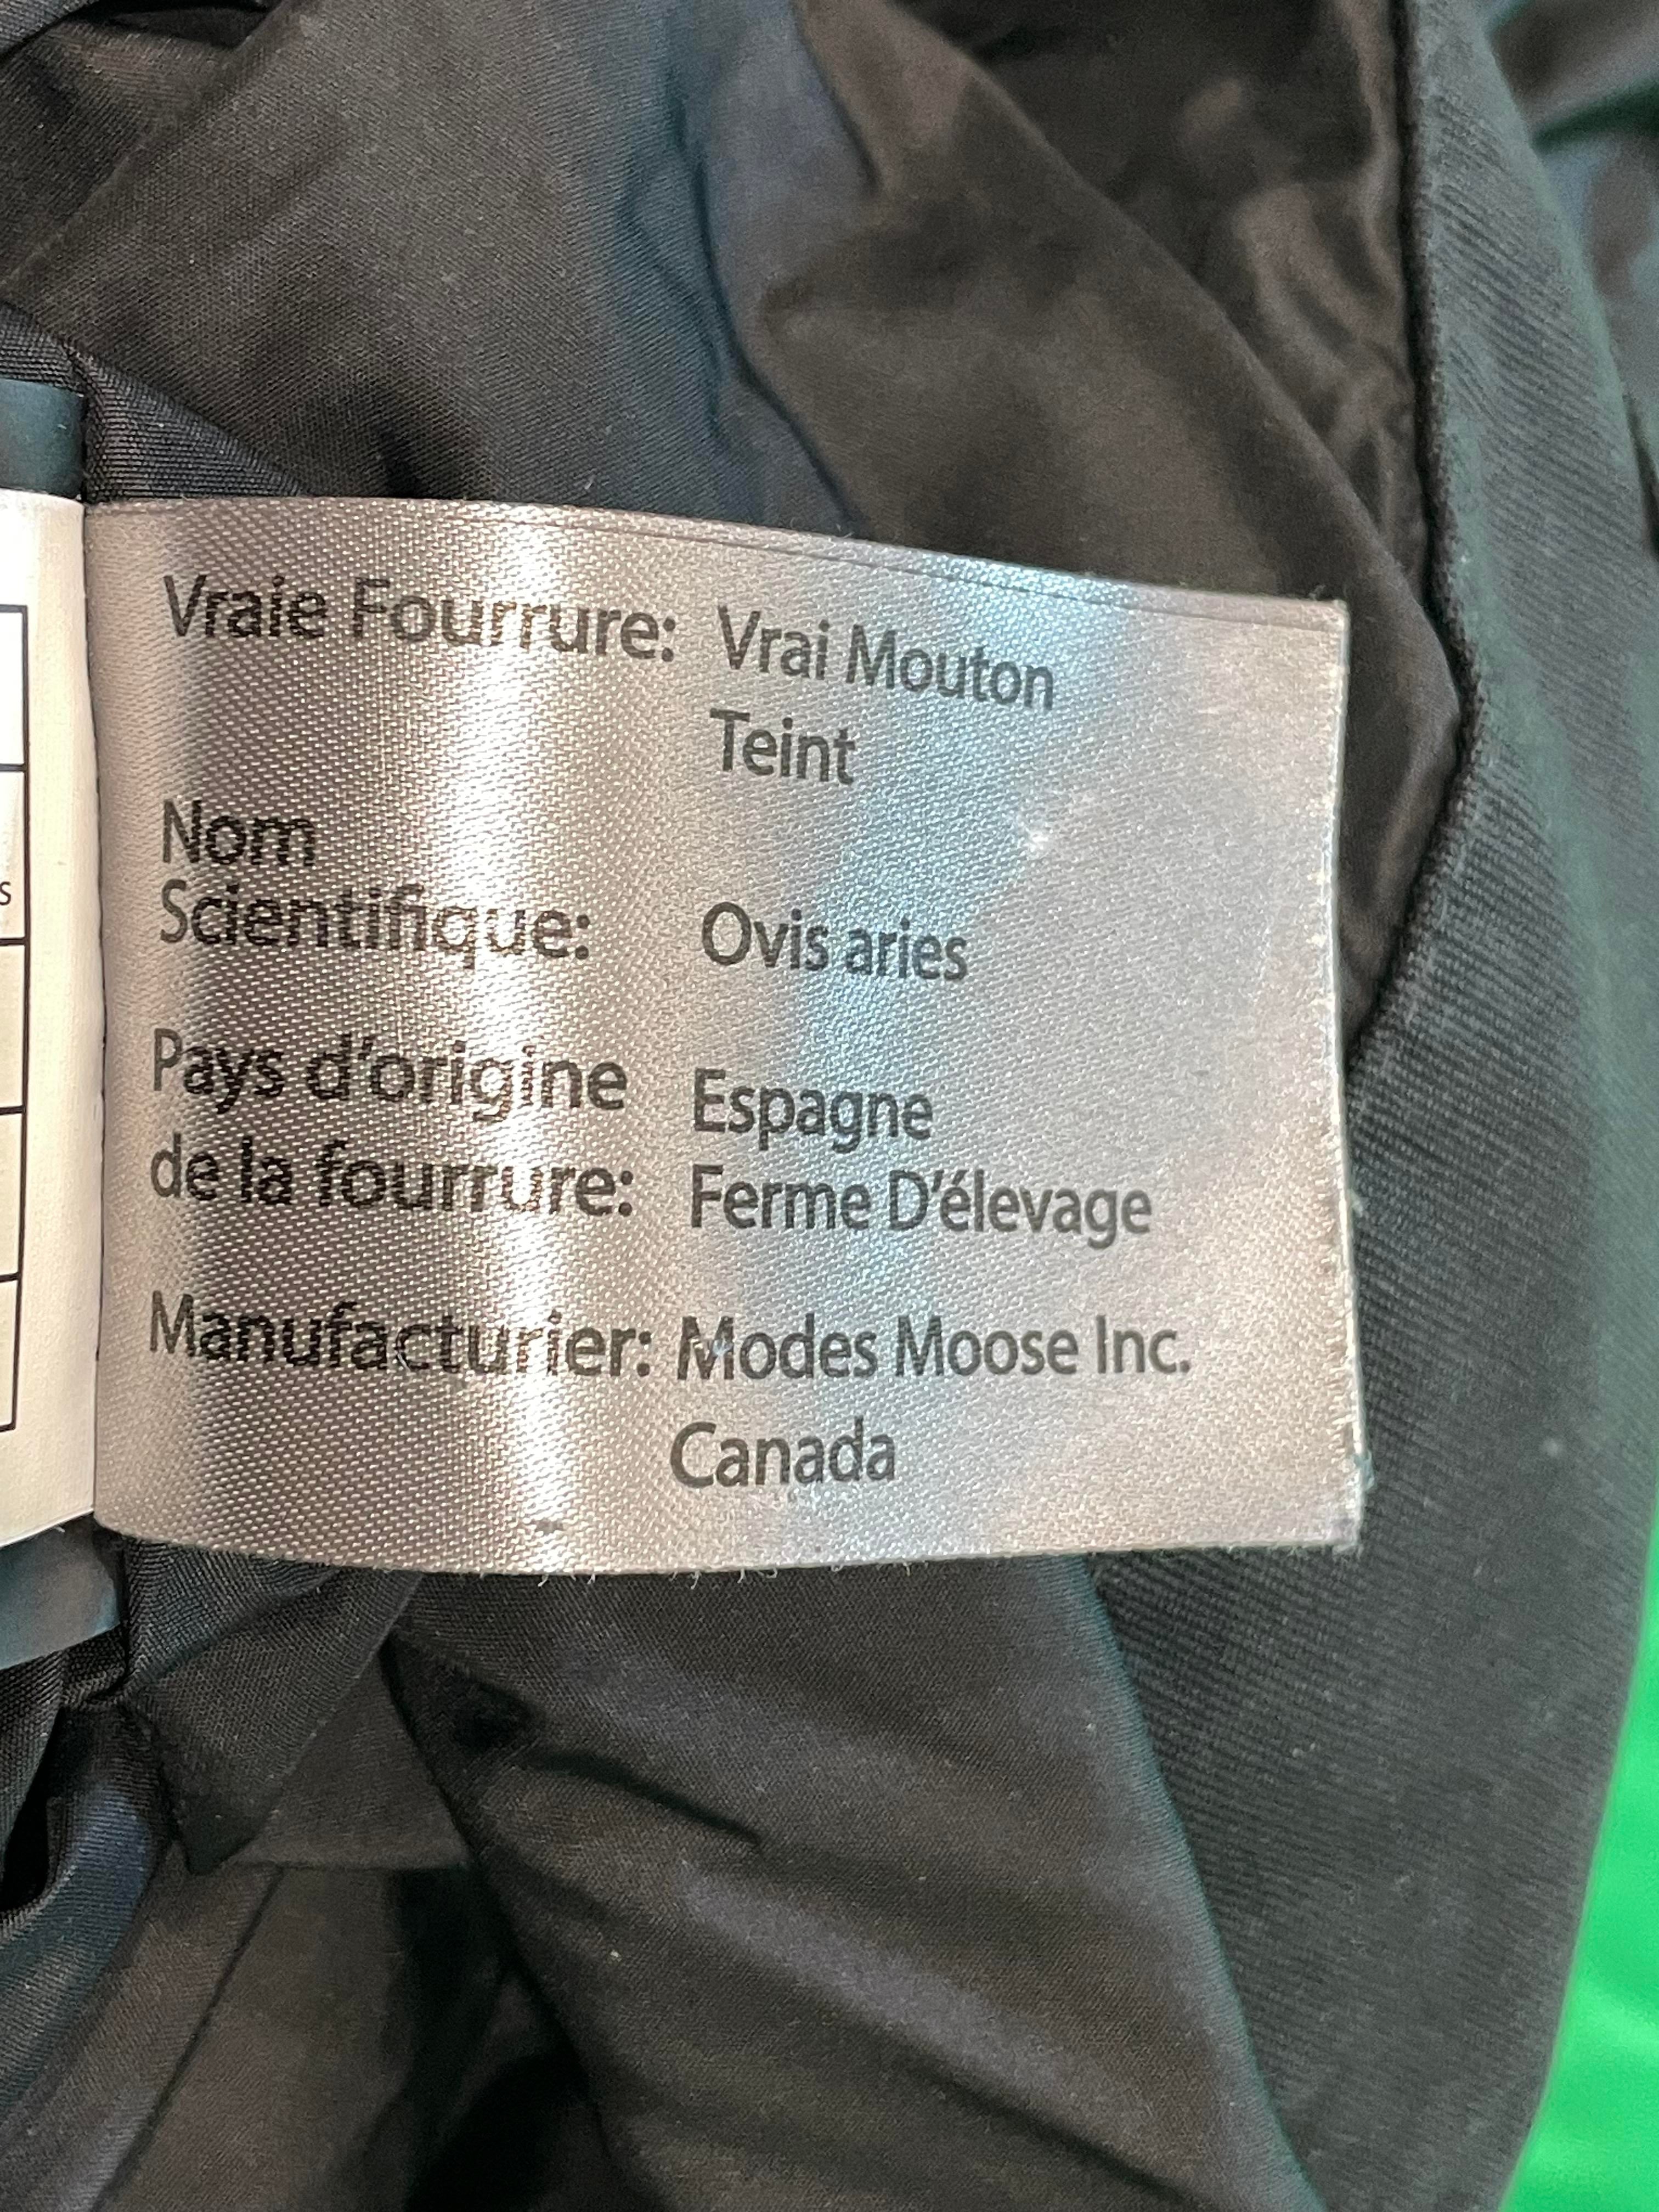 Vraie Fourrure: Vrai Mouton
Teint
Nom
Scientifique: Ovis aries
Pays d'origine Espagne
de la fourrure: Ferme D'élevage
Manufacturier: Modes Moose Inc.
Canada
s